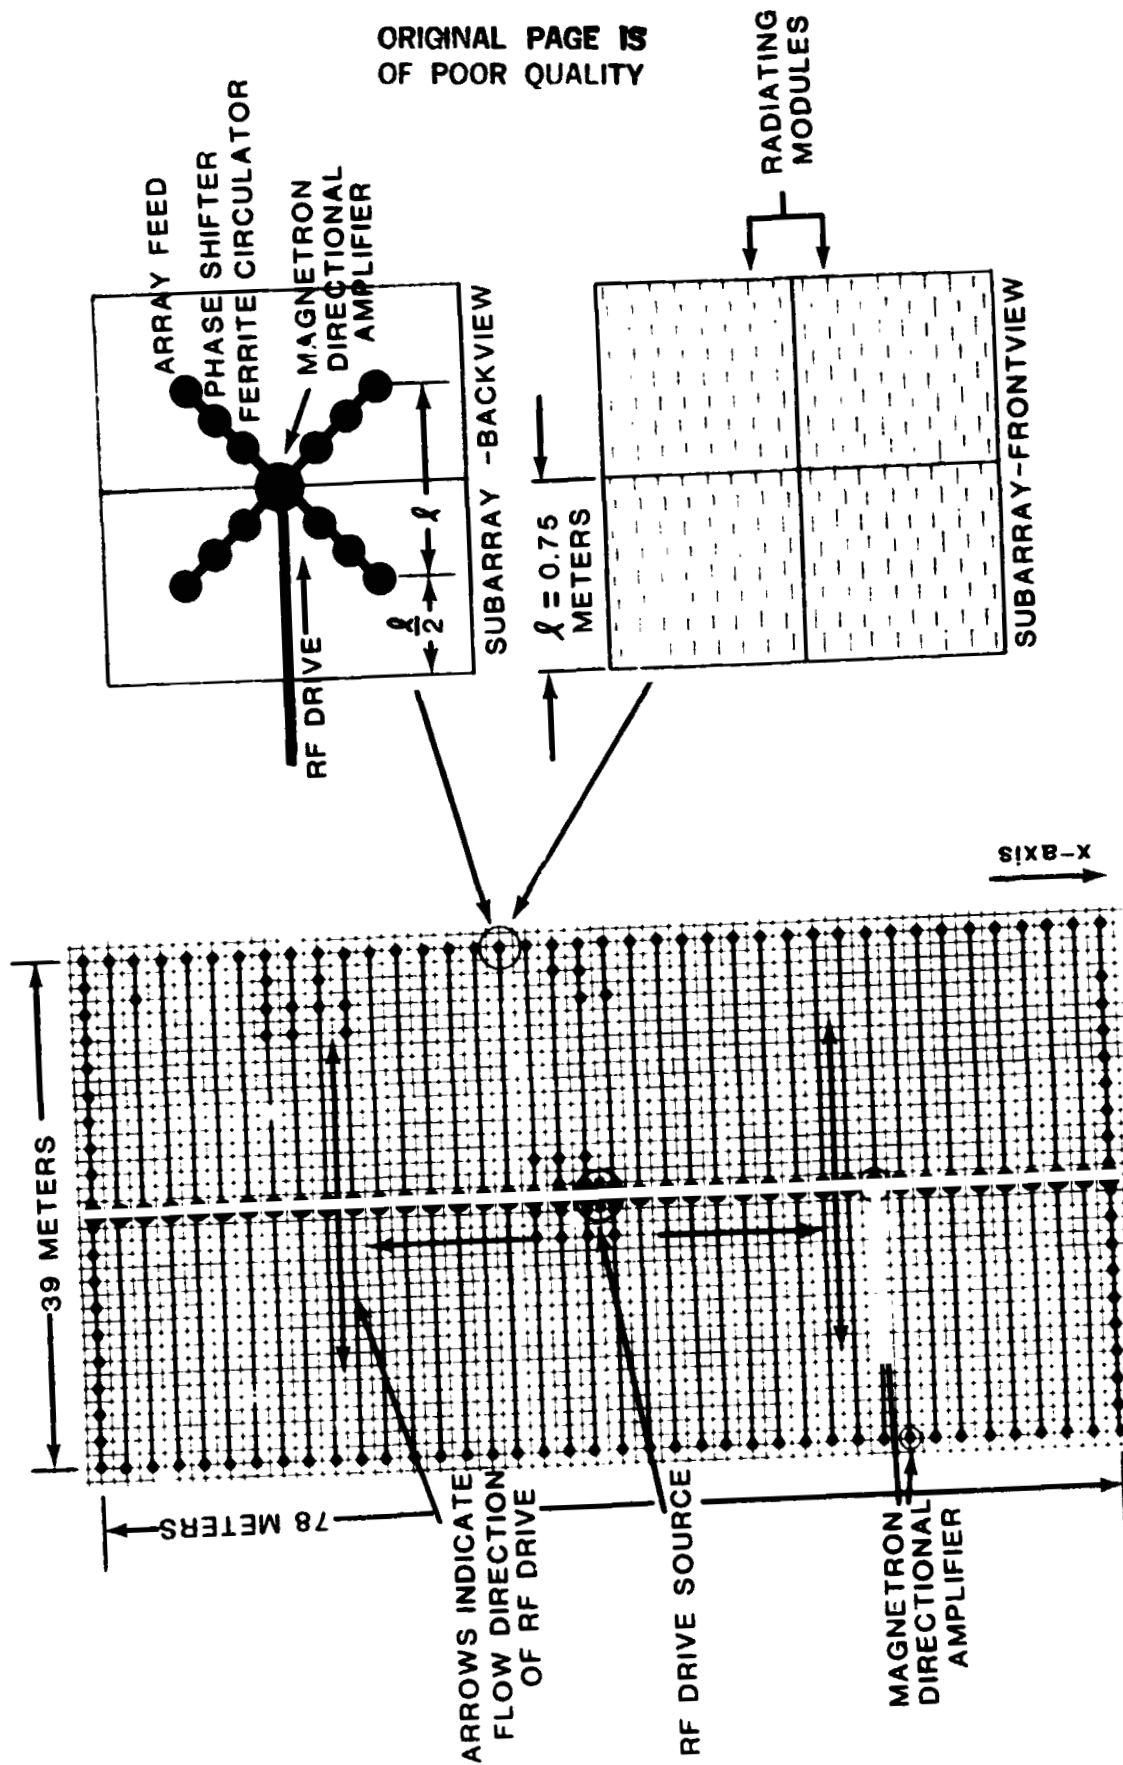 ORIGINAL PAGE IS
OF POOR QUALITY
ARRAY FEED
PHASE SHIFTER
FERRITE CIRCULATOR
MAGNETRON
DIRECTIONAL
AMPLIFIER
RF DRIVE
ℓ/2
ℓ
SUBARRAY -BACKVIEW
RADIATING
MODULES
ℓ = 0.75
METERS
SUBARRAY-FRONTVIEW
39 METERS
78 METERS
x-axis
ARROWS INDICATE
FLOW DIRECTION
OF RF DRIVE
RF DRIVE SOURCE
MAGNETRON
DIRECTIONAL
AMPLIFIER